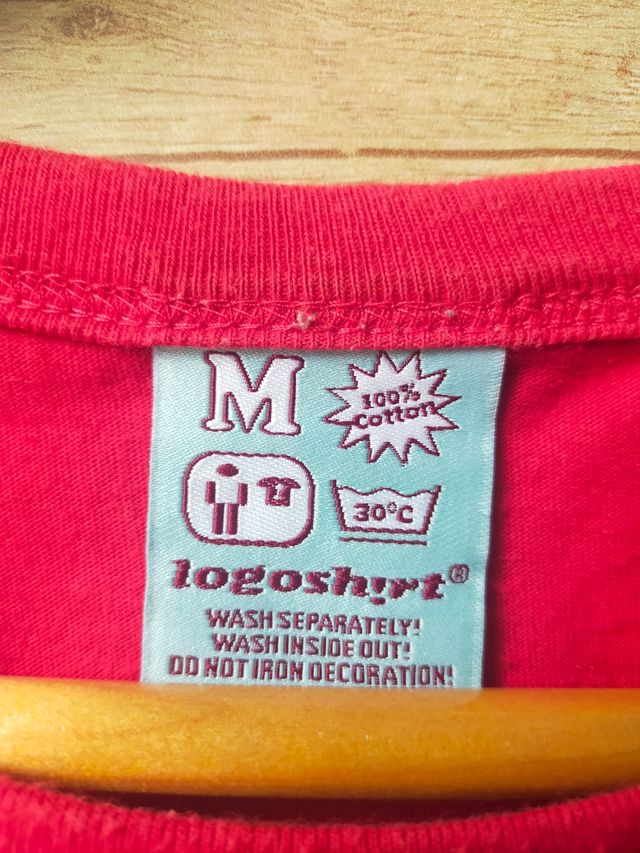 M
100%
Cotton
30°C
logosh!rt®
WASH SEPARATELY!
WASH INSIDE OUT!
DO NOT IRON DECORATION!